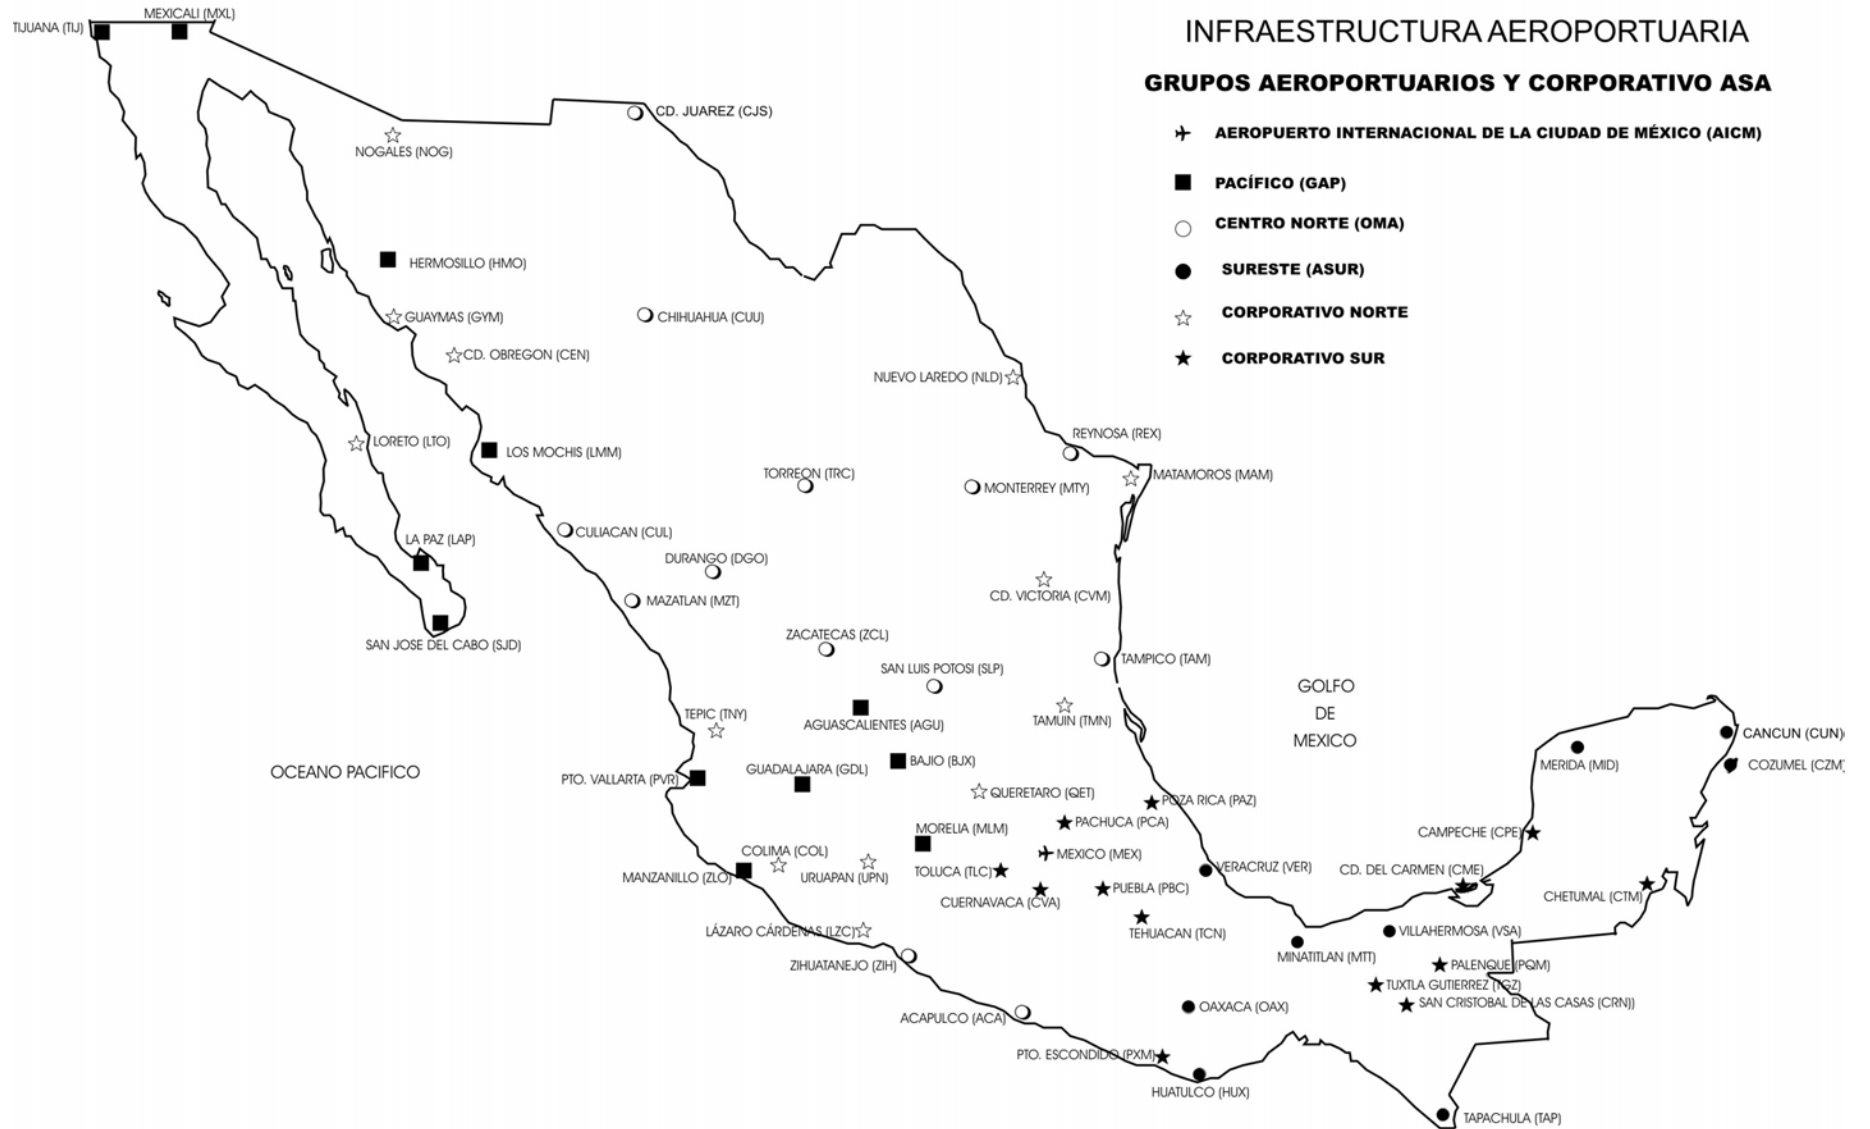 INFRAESTRUCTURA AEROPORTUARIA
GRUPOS AEROPORTUARIOS Y CORPORATIVO ASA
AEROPUERTO INTERNACIONAL DE LA CIUDAD DE MÉXICO (AICM)
PACÍFICO (GAP)
CENTRO NORTE (OMA)
SURESTE (ASUR)
CORPORATIVO NORTE
CORPORATIVO SUR
MEXICALI (MXL)
TIJUANA (TIJ)
CD. JUAREZ (CJS)
NOGALES (NOG)
HERMOSILLO (HMO)
GUAYMAS (GYM)
CHIHUAHUA (CUU)
CD. OBREGON (CEN)
NUEVO LAREDO (NLD)
REYNOSA (REX)
LORETO (LTO)
LOS MOCHIS (LMM)
TORREON (TRC)
MONTERREY (MTY)
MATAMOROS (MAM)
CULIACAN (CUL)
LA PAZ (LAP)
DURANGO (DGO)
CD. VICTORIA (CVM)
MAZATLAN (MZT)
ZACATECAS (ZCL)
SAN JOSE DEL CABO (SJD)
SAN LUIS POTOSI (SLP)
TAMPICO (TAM)
GOLFO
DE
MEXICO
TEPIC (TNY)
AGUASCALIENTES (AGU)
TAMUIN (TMN)
CANCUN (CUN)
OCEANO PACIFICO
PTO. VALLARTA (PVR)
GUADALAJARA (GDL)
BAJIO (BJX)
MERIDA (MID)
COZUMEL (CZM)
QUERETARO (QET)
POZA RICA (PAZ)
MORELIA (MLM)
PACHUCA (PCA)
CAMPECHE (CPE)
COLIMA (COL)
MEXICO (MEX)
MANZANILLO (ZLO)
URUAPAN (UPN)
TOLUCA (TLC)
VERACRUZ (VER)
CD. DEL CARMEN (CME)
CUERNAVACA (CVA)
PUEBLA (PBC)
CHETUMAL (CTM)
LÁZARO CÁRDENAS (LZC)
TEHUACAN (TCN)
VILLAHERMOSA (VSA)
ZIHUATANEJO (ZIH)
MINATITLAN (MTT)
PALENQUE (PQM)
TUXTLA GUTIERREZ (TGZ)
SAN CRISTOBAL DE LAS CASAS (CRN))
ACAPULCO (ACA)
OAXACA (OAX)
PTO. ESCONDIDO (PXM)
HUATULCO (HUX)
TAPACHULA (TAP)